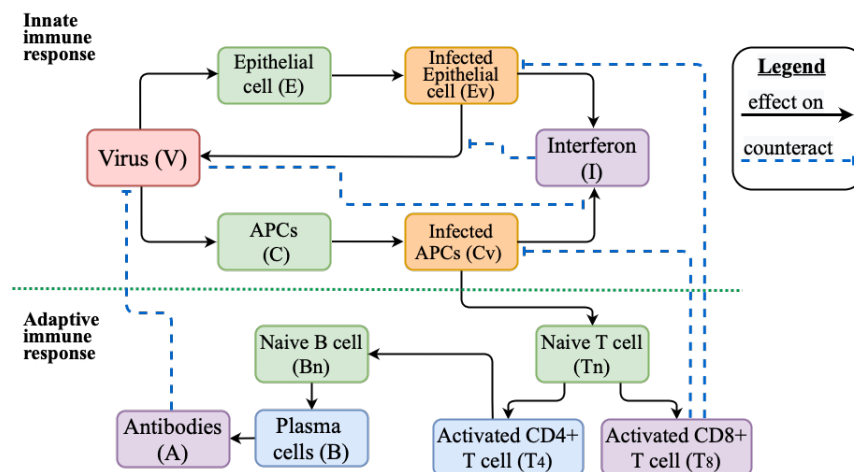 Innate
immune
response
Epithelial
cell (E)
Infected
Epithelial
cell (Ev)
Legend
effect on
counteract
Virus (V)
Interferon
(I)
APCs
(C)
Infected
APCs (Cv)
Adaptive
immune
response
Naive B cell
(Bn)
Naive T cell
(Tn)
Antibodies
(A)
Plasma
cells (B)
Activated CD4+
T cell (T4)
Activated CD8+
T cell (T8)